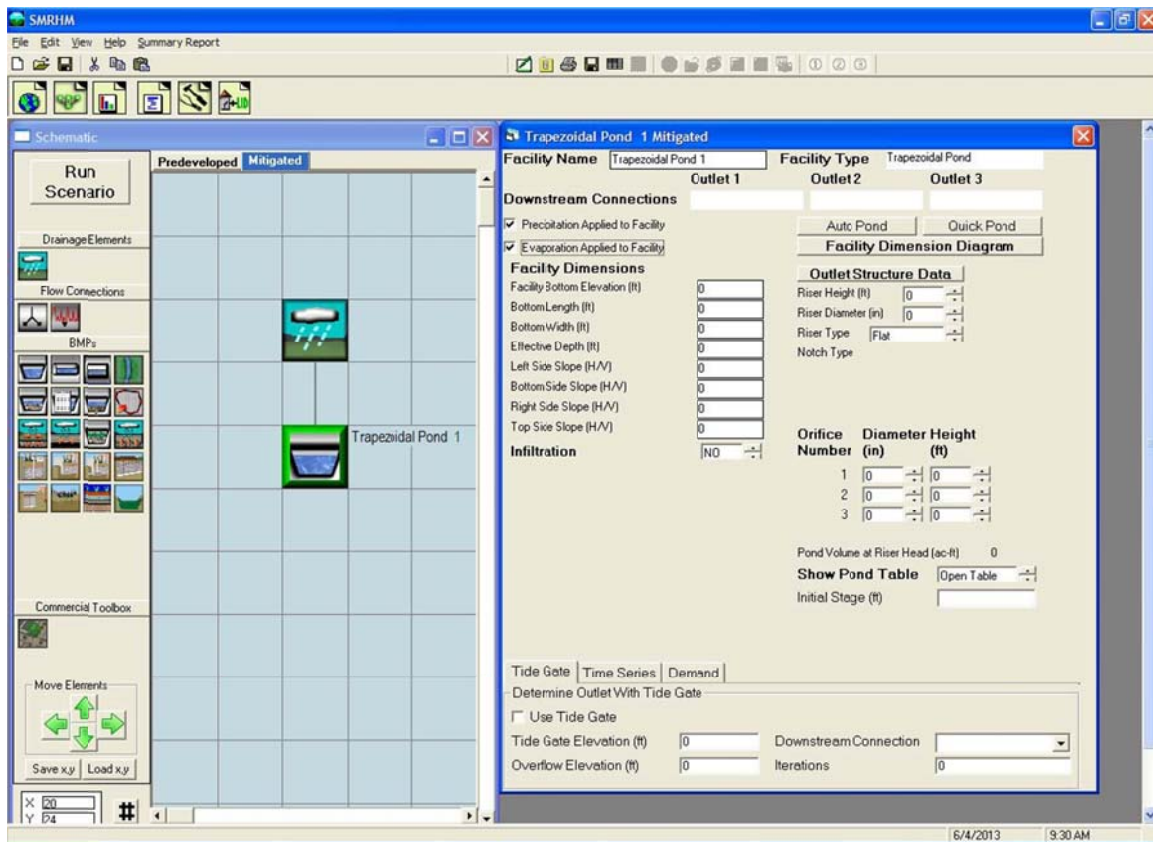 SMRHM
File Edit View Help Summary Report
Schematic
Run
Scenario
Predeveloped Mitigated
Drainage Elements
Flow Connections
BMPs
Commercial Toolbox
Move Elements
Save x,y Load x,y
X 20
Y 24
#
Trapezoidal Pond 1
Trapezoidal Pond 1 Mitigated
Facility Name Trapezoidal Pond 1 Facility Type Trapezoidal Pond
Outlet 1 Outlet 2 Outlet 3
Downstream Connections
Precipitation Applied to Facility Auto Pond Quick Pond
Evaporation Applied to Facility Facility Dimension Diagram
Facility Dimensions
Facility Bottom Elevation (ft) 0
Bottom Length (ft) 0
Bottom Width (ft) 0
Effective Depth (ft) 0
Left Side Slope (H/V) 0
Bottom Side Slope (H/V) 0
Right Side Slope (H/V) 0
Top Side Slope (H/V) 0
Infiltration NO
Outlet Structure Data
Riser Height (ft) 0
Riser Diameter (in) 0
Riser Type Flat
Notch Type
Orifice Diameter Height
Number (in) (ft)
1 0 0
2 0 0
3 0 0
Pond Volume at Riser Head (ac-ft) 0
Show Pond Table Open Table
Initial Stage (ft)
Tide Gate Time Series Demand
Determine Outlet With Tide Gate
Use Tide Gate
Tide Gate Elevation (ft) 0 Downstream Connection
Overflow Elevation (ft) 0 Iterations 0
6/4/2013 9:30 AM